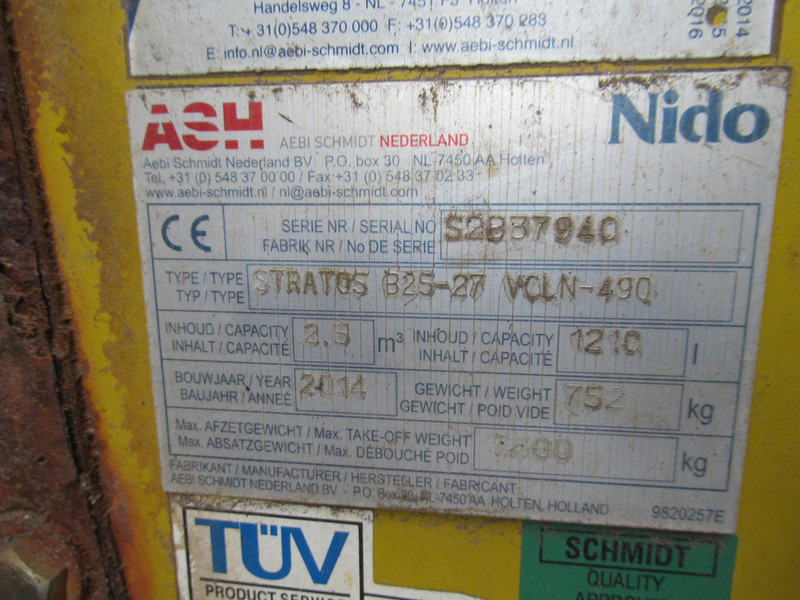 Handelsweg 8 - NL - 7451 PJ Holten
T: + 31(0)548 370 000 F: +31(0)548 370 283
E: info.nl@aebi-schmidt.nl I: www.aebi-schmidt.nl
2014
2016
ASH AEBI SCHMIDT NEDERLAND
Nido
Aebi Schmidt Nederland BV P.O. box 30 NL-7450 AA Holten
Tel. +31 (0) 548 37 00 00 / Fax +31 (0) 548 37 02 33
www.aebi-schmidt.nl / nl@aebi-schmidt.com
CE
SERIE NR / SERIAL NO S2BB7940
FABRIK NR / No DE SERIE
TYPE / TYPE STRATOS B25-27 VCLN-490
TYP / TYPE
INHOUD / CAPACITY 2.5 m³ INHOUD / CAPACITY 1210 l
INHALT / CAPACITÉ INHALT / CAPACITÉ
BOUWJAAR / YEAR 2014 GEWICHT / WEIGHT 752 kg
BAUJAHR / ANNEÉ GEWICHT / POID VIDE
Max. AFZETGEWICHT / Max. TAKE-OFF WEIGHT kg
Max. ABSATZGEWICHT / Max. DÉBOUCHÉ POID
FABRIKANT / MANUFACTURER / HERSTELLER / FABRICANT
AEBI SCHMIDT NEDERLAND BV - P.O. Box 30, NL-7450 AA HOLTEN, HOLLAND 9820257E
TÜV
PRODUCT SERVICE
SCHMIDT
QUALITY
APPROVED